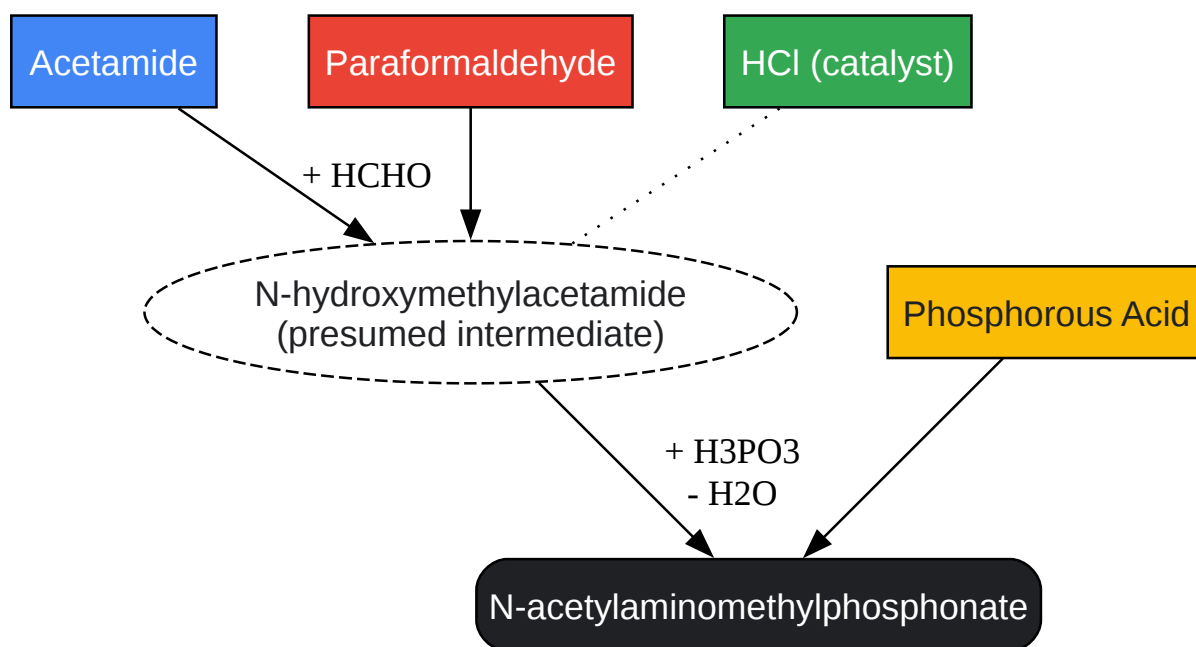 Acetamide
Paraformaldehyde
HCl (catalyst)
+ HCHO
N-hydroxymethylacetamide
(presumed intermediate)
Phosphorous Acid
+ H3PO3
- H2O
N-acetylaminomethylphosphonate